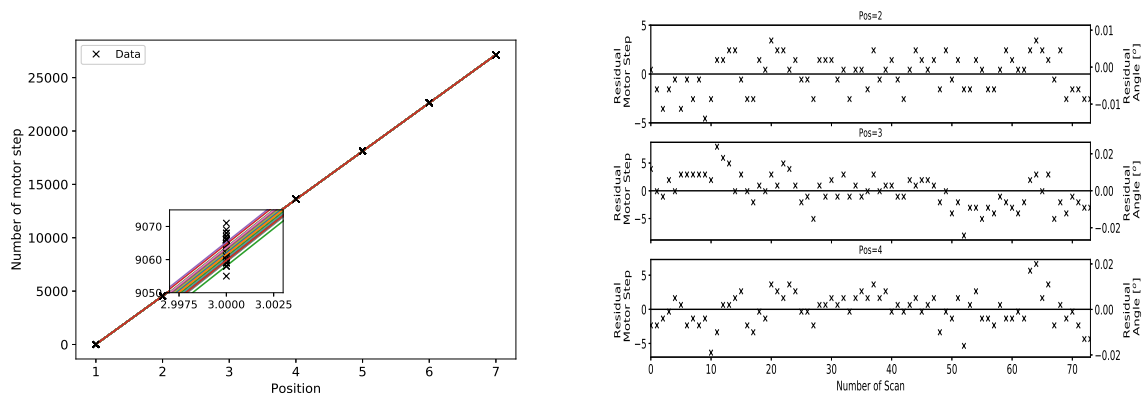 Data
Number of motor step
25000
20000
15000
10000
5000
0
9070
9060
9050
2.9975 3.0000 3.0025
1 2 3 4 5 6 7
Position
Pos=2
Residual
Motor Step
5
0
−5
0.01
0.00
−0.01
Residual
Angle [°]
Pos=3
Residual
Motor Step
5
0
−5
0.02
0.00
−0.02
Residual
Angle [°]
Pos=4
Residual
Motor Step
5
0
−5
0.02
0.00
−0.02
Residual
Angle [°]
0 10 20 30 40 50 60 70
Number of Scan